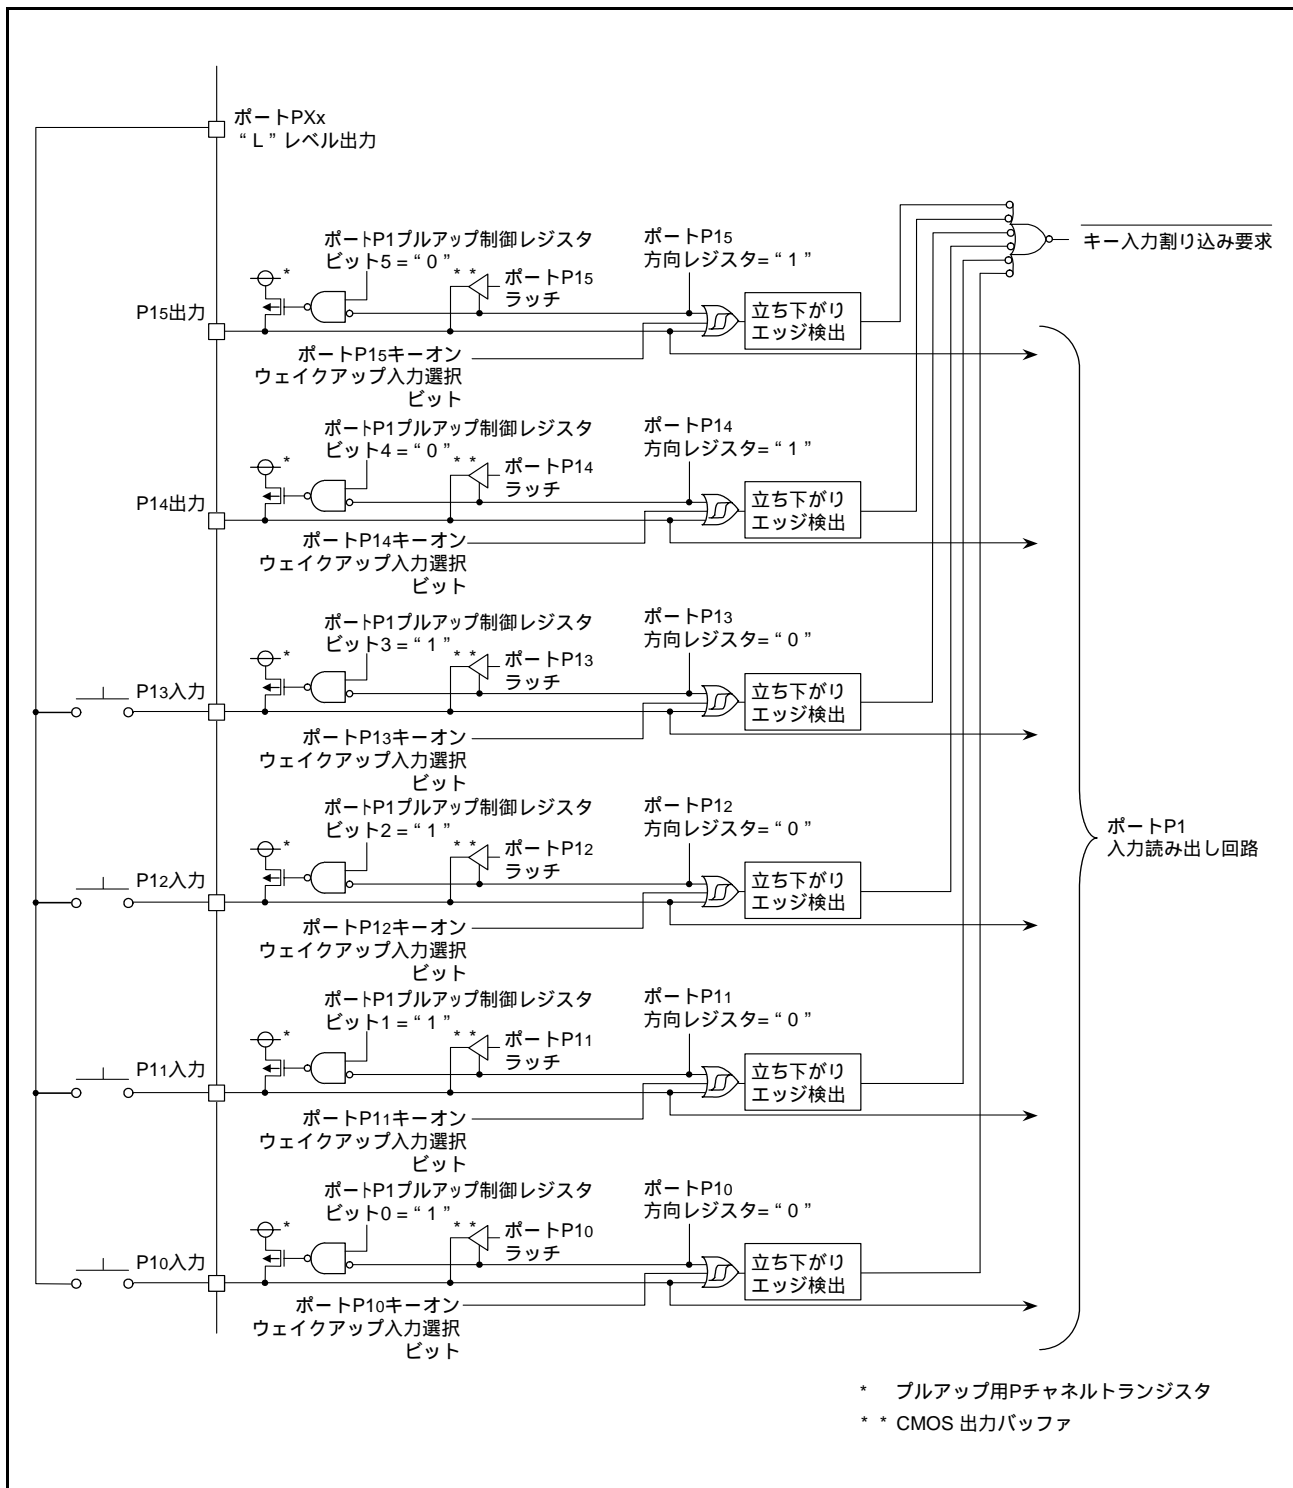 ポートPXx
“L”レベル出力
キー入力割り込み要求
ポートP1プルアップ制御レジスタ
ビット5=“0”
*
* *
ポートP15
ラッチ
ポートP15
方向レジスタ=“1”
P15出力
立ち下がり
エッジ検出
ポートP15キーオン
ウェイクアップ入力選択
ビット
ポートP1プルアップ制御レジスタ
ビット4=“0”
*
* *
ポートP14
ラッチ
ポートP14
方向レジスタ=“1”
P14出力
立ち下がり
エッジ検出
ポートP14キーオン
ウェイクアップ入力選択
ビット
ポートP1プルアップ制御レジスタ
ビット3=“1”
*
* *
ポートP13
ラッチ
ポートP13
方向レジスタ=“0”
P13入力
立ち下がり
エッジ検出
ポートP13キーオン
ウェイクアップ入力選択
ビット
ポートP1プルアップ制御レジスタ
ビット2=“1”
*
* *
ポートP12
ラッチ
ポートP12
方向レジスタ=“0”
P12入力
立ち下がり
エッジ検出
ポートP1
入力読み出し回路
ポートP12キーオン
ウェイクアップ入力選択
ビット
ポートP1プルアップ制御レジスタ
ビット1=“1”
*
* *
ポートP11
ラッチ
ポートP11
方向レジスタ=“0”
P11入力
立ち下がり
エッジ検出
ポートP11キーオン
ウェイクアップ入力選択
ビット
ポートP1プルアップ制御レジスタ
ビット0=“1”
*
* *
ポートP10
ラッチ
ポートP10
方向レジスタ=“0”
P10入力
立ち下がり
エッジ検出
ポートP10キーオン
ウェイクアップ入力選択
ビット
* プルアップ用Pチャネルトランジスタ
* * CMOS 出力バッファ